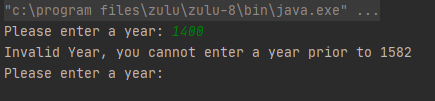 "c:\program files\zulu\zulu-8\bin\java.exe" ...
Please enter a year: 1400
Invalid Year, you cannot enter a year prior to 1582
Please enter a year: